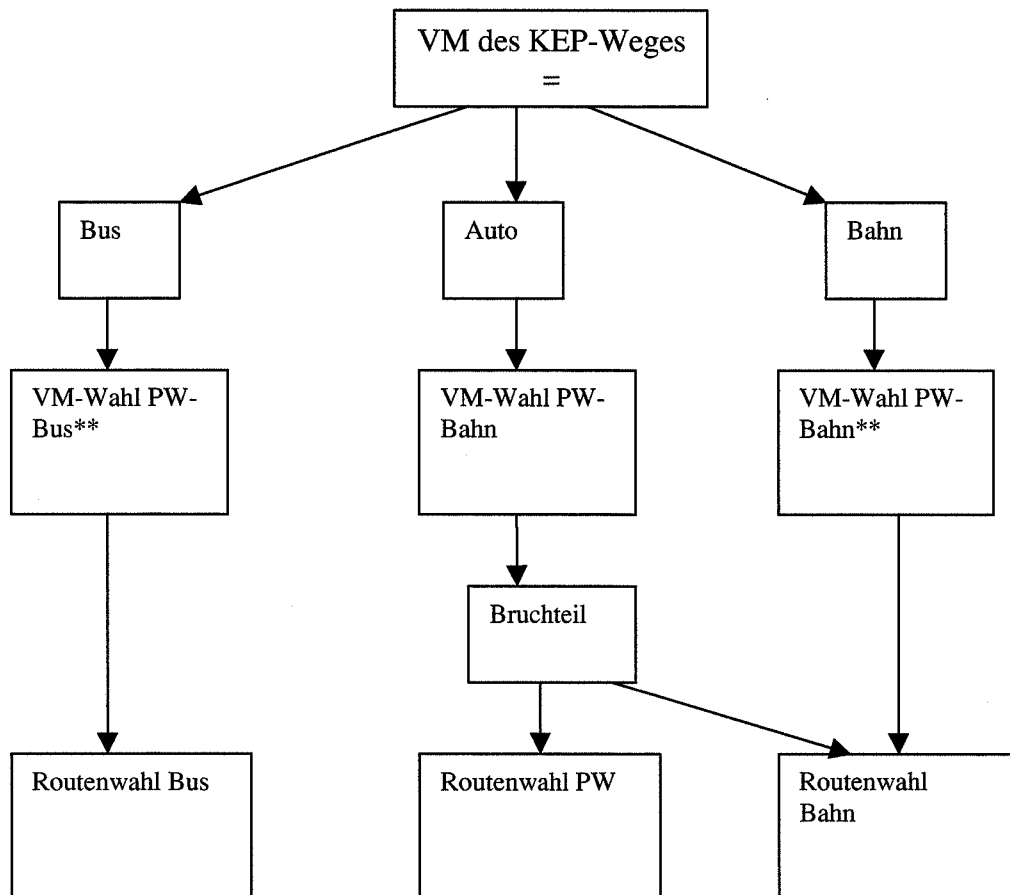 VM des KEP-Weges
=
Bus
Auto
Bahn
VM-Wahl PW-
Bus**
VM-Wahl PW-
Bahn
VM-Wahl PW-
Bahn**
Bruchteil
Routenwahl Bus
Routenwahl PW
Routenwahl
Bahn